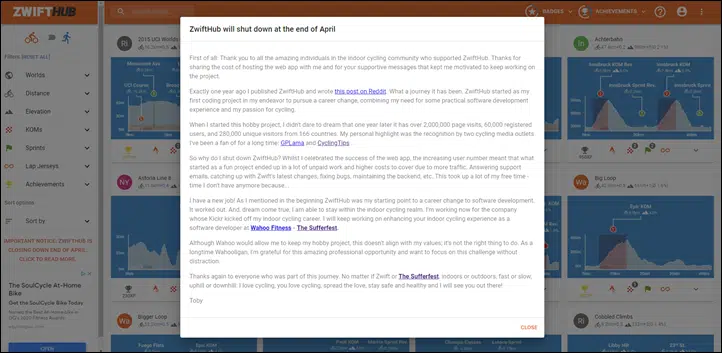 ZWIFTHUB
BADGES
ACHIEVEMENTS
ZwiftHub will shut down at the end of April
First of all: Thank you to all the amazing individuals in the indoor cycling community who supported ZwiftHub. Thanks for
sharing the cost of hosting the web app with me and for your supportive messages that kept me motivated to keep working on
the project.
Exactly one year ago I published ZwiftHub and wrote this post on Reddit. What a journey it has been. ZwiftHub started as my
first coding project in my endeavor to pursue a career change, combining my need for some practical software development
experience and my passion for cycling.
When I started this hobby project, I didn't dare to dream that one year later it has over 2,000,000 page visits, 60,000 registered
users, and 280,000 unique visitors from 166 countries. My personal highlight was the recognition by two cycling media outlets
I've been a fan of for a long time: GPLama and CyclingTips.
So why do I shut down ZwiftHub? Whilst I celebrated the success of the web app, the increasing user number meant that what
started as a fun project ended up in a lot of unpaid work and higher costs to cover due to more traffic. Answering support
emails, catching up with Zwift's latest changes, fixing bugs, maintaining the backend, etc. This took up a lot of my free time -
time I don't have anymore because...
I have a new job! As I mentioned in the beginning ZwiftHub was my starting point to a career change to software development.
It worked out. And, dream come true, I am able to stay within the indoor cycling realm. I'm working now for the company
whose Kickr kicked off my indoor cycling career. I will keep working on enhancing your indoor cycling experience as a
software developer at Wahoo Fitness - The Sufferfest.
Although Wahoo would allow me to keep my hobby project, this doesn't align with my values; it's not the right thing to do. As a
longtime Wahooligan, I'm grateful for this amazing professional opportunity and want to focus on this challenge without
distraction.
Thanks again to everyone who was part of this journey. No matter if Zwift or The Sufferfest, indoors or outdoors, fast or slow,
uphill or downhill: I love cycling, you love cycling, spread the love, stay safe and healthy and I will see you out there!
Toby
CLOSE
2015 UCI Worlds
Ri
Filters
Worlds
Distance
Elevation
KOMs
Sprints
Lap Jerseys
Achievements
Sort options:
Sort by
IMPORTANT NOTICE: ZWIFTHUB IS
CLOSING DOWN END OF APRIL.
CLICK TO READ MORE.
Get the SoulCycle At-Home
Bike
OPEN
NY
Astoria Line 8
Wa
Bigger Loop
In
Achterbahn
Wa
Big Loop
Ri
Cobbled Climbs